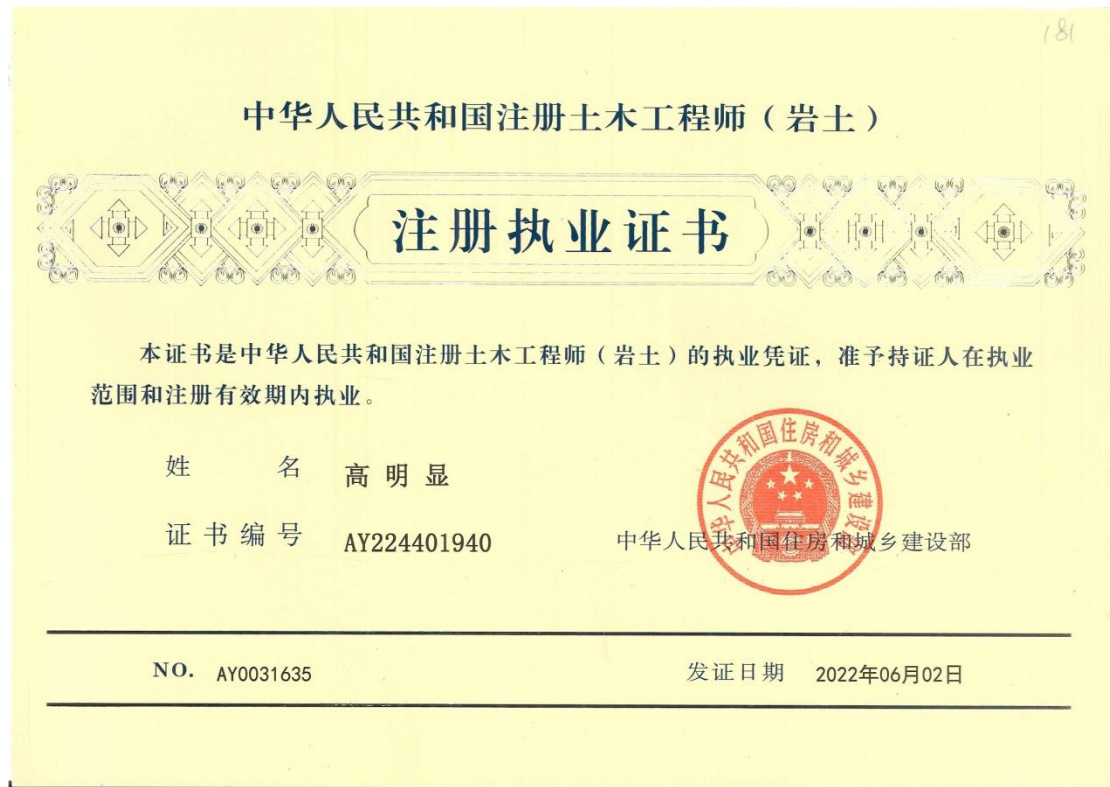 181
中华人民共和国注册土木工程师（岩土）
注册执业证书
本证书是中华人民共和国注册土木工程师（岩土）的执业凭证，准予持证人在执业
范围和注册有效期内执业。
姓 名 高明显
证书编号 AY224401940
中华人民共和国住房和城乡建设部
中华人民共和国住房和城乡建设部
NO. AY0031635 发证日期 2022年06月02日